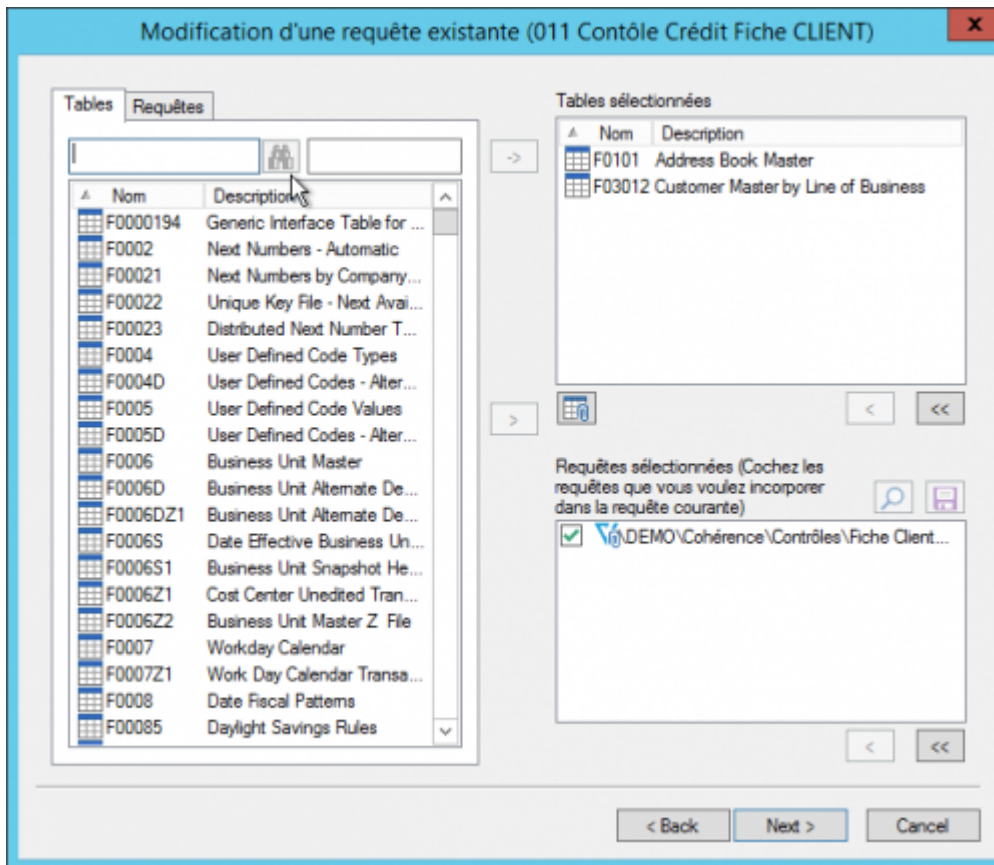 Modification d'une requête existante (011 Contôle Crédit Fiche CLIENT)
x
Tables Requêtes
Nom Description
F0000194 Generic Interface Table for ...
F0002 Next Numbers - Automatic
F00021 Next Numbers by Company...
F00022 Unique Key File - Next Avai...
F00023 Distributed Next Number T...
F0004 User Defined Code Types
F0004D User Defined Codes - Alter...
F0005 User Defined Code Values
F0005D User Defined Codes - Alter...
F0006 Business Unit Master
F0006D Business Unit Alternate De...
F0006DZ1 Business Unit Alternate De...
F0006S Date Effective Business Un...
F0006S1 Business Unit Snapshot He...
F0006Z1 Cost Center Unedited Tran...
F0006Z2 Business Unit Master Z File
F0007 Workday Calendar
F0007Z1 Work Day Calendar Transa...
F0008 Date Fiscal Patterns
F00085 Daylight Savings Rules
->
>
Tables sélectionnées
Nom Description
F0101 Address Book Master
F03012 Customer Master by Line of Business
< <<
Requêtes sélectionnées (Cochez les
requêtes que vous voulez incorporer
dans la requête courante)
\DEMO\Cohérence\Contrôles\Fiche Client...
< <<
< Back Next > Cancel